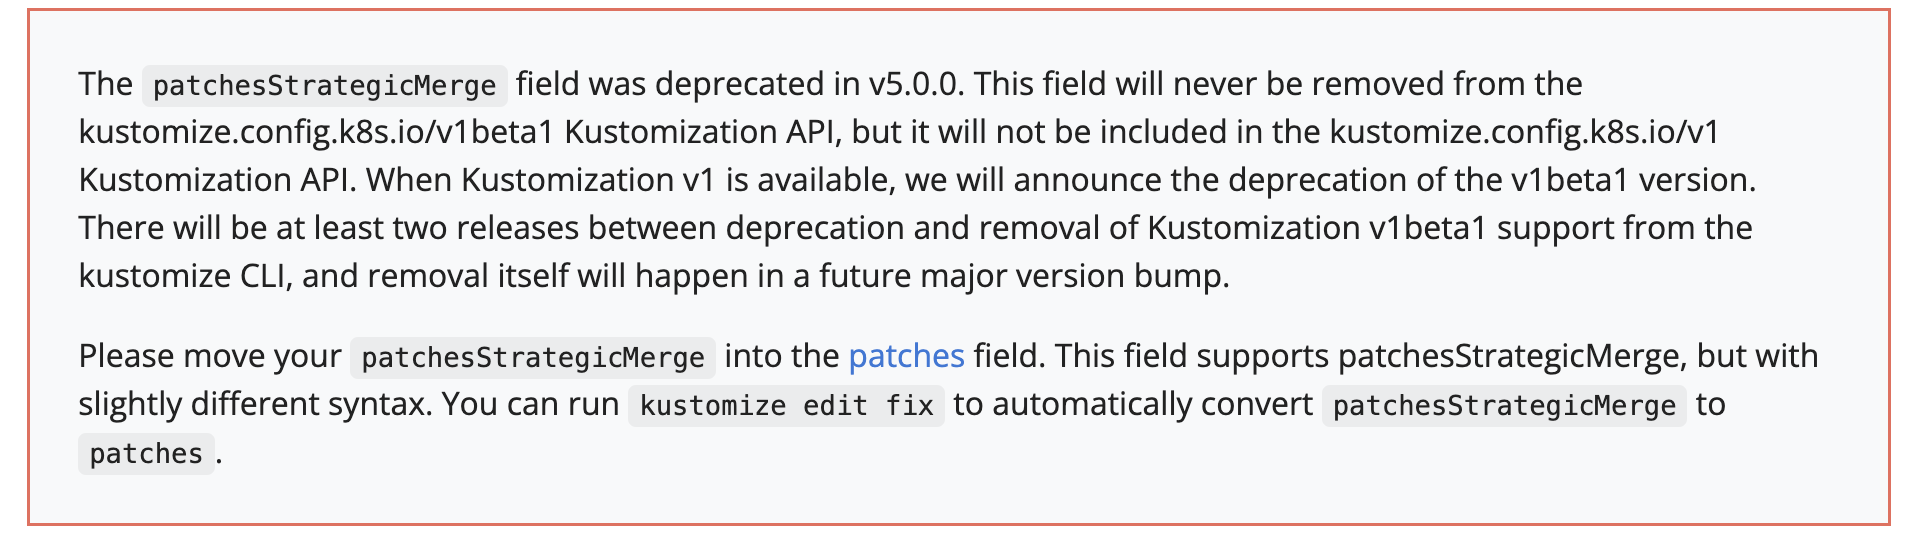 The patchesStrategicMerge field was deprecated in v5.0.0. This field will never be removed from the
kustomize.config.k8s.io/v1beta1 Kustomization API, but it will not be included in the kustomize.config.k8s.io/v1
Kustomization API. When Kustomization v1 is available, we will announce the deprecation of the v1beta1 version.
There will be at least two releases between deprecation and removal of Kustomization v1beta1 support from the
kustomize CLI, and removal itself will happen in a future major version bump.
Please move your patchesStrategicMerge into the patches field. This field supports patchesStrategicMerge, but with
slightly different syntax. You can run kustomize edit fix to automatically convert patchesStrategicMerge to
patches.